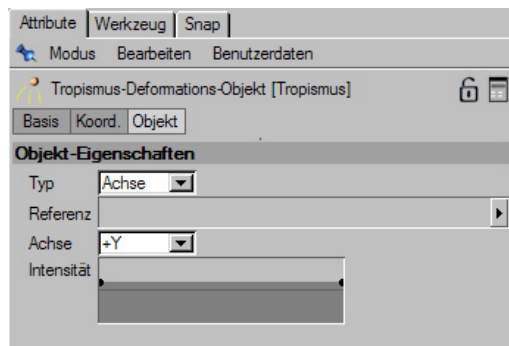 Attribute Werkzeug Snap
Modus Bearbeiten Benutzerdaten
Tropismus-Deformations-Objekt [Tropismus]
Basis Koord. Objekt
Objekt-Eigenschaften
Typ Achse
Referenz
Achse +Y
Intensität